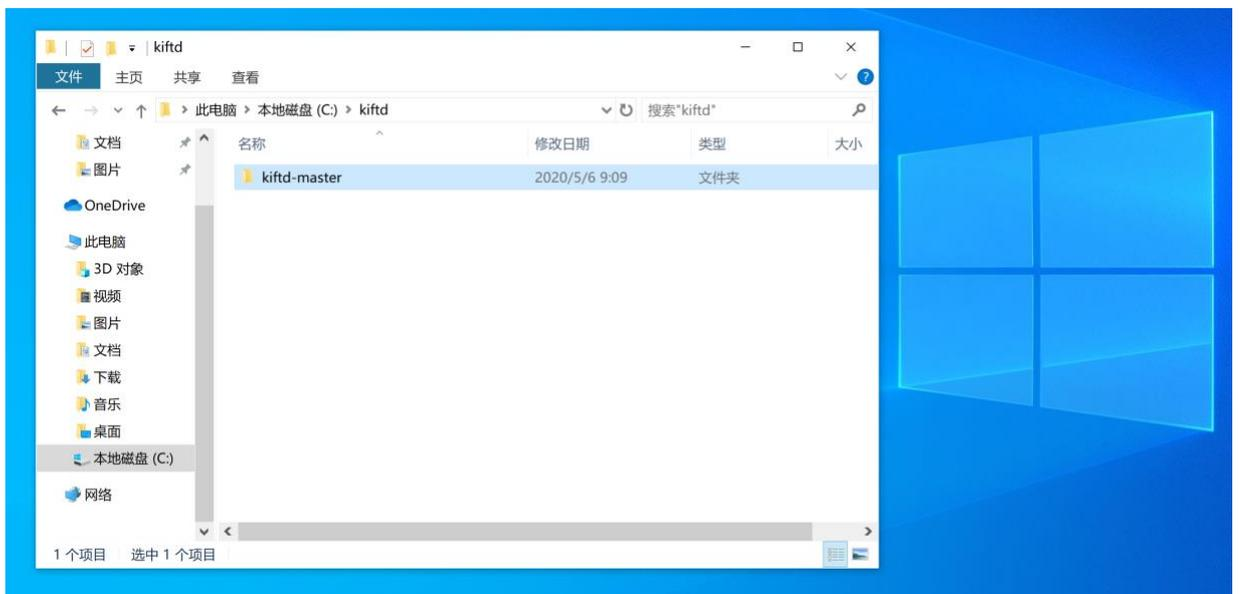 kiftd
文件 主页 共享 查看
此电脑 > 本地磁盘 (C:) > kiftd 搜索"kiftd"
名称 修改日期 类型 大小
kiftd-master 2020/5/6 9:09 文件夹
文档
图片
OneDrive
此电脑
3D 对象
视频
图片
文档
下载
音乐
桌面
本地磁盘 (C:)
网络
1 个项目 选中 1 个项目